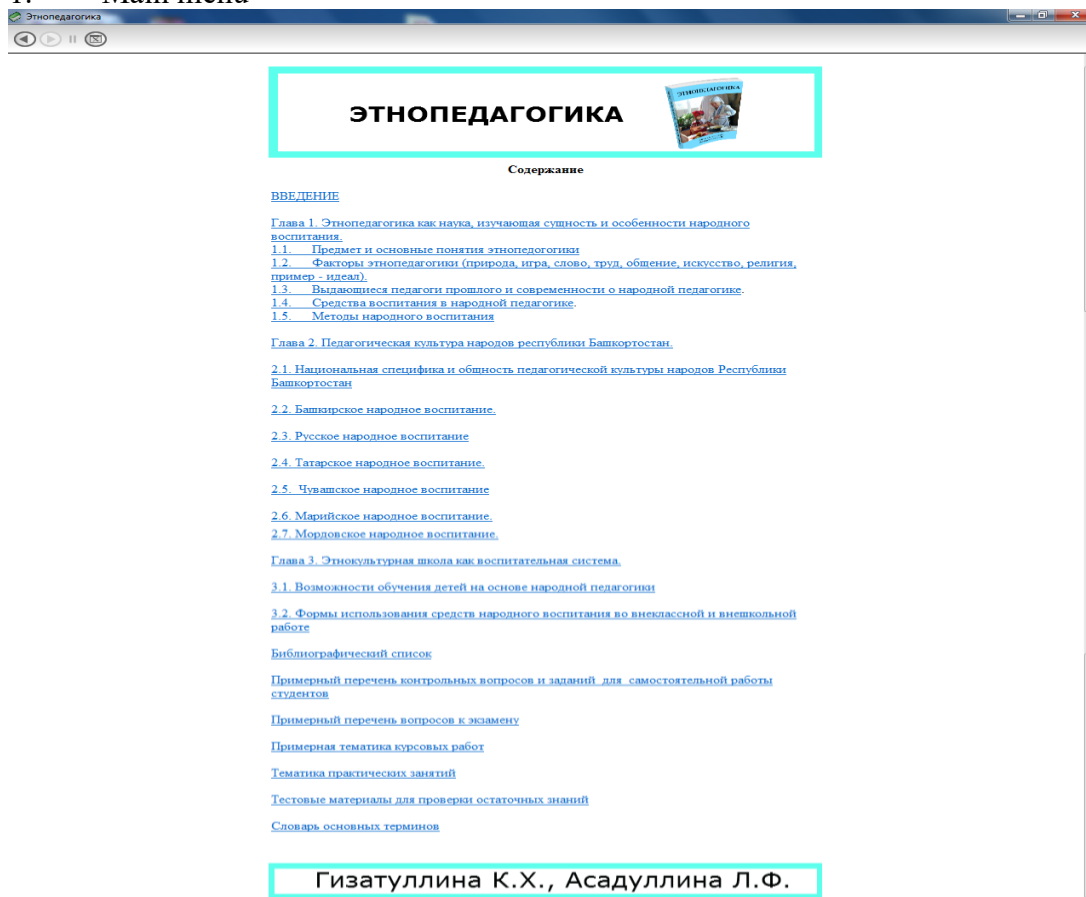 1. Main menu
Этнопедагогика
ЭТНОПЕДАГОГИКА
ЭТНОПЕДАГОГИКА
Содержание
ВВЕДЕНИЕ
Глава 1. Этнопедагогика как наука, изучающая сущность и особенности народного
воспитания.
1.1. Предмет и основные понятия этнопедогогики
1.2. Факторы этнопедагогики (природа, игра, слово, труд, общение, искусство, религия,
пример - идеал).
1.3. Выдающиеся педагоги прошлого и современности о народной педагогике.
1.4. Средства воспитания в народной педагогике.
1.5. Методы народного воспитания
Глава 2. Педагогическая культура народов республики Башкортостан.
2.1. Национальная специфика и общность педагогической культуры народов Республики
Башкортостан
2.2. Башкирское народное воспитание.
2.3. Русское народное воспитание
2.4. Татарское народное воспитание.
2.5. Чувашское народное воспитание
2.6. Марийское народное воспитание.
2.7. Мордовское народное воспитание.
Глава 3. Этнокультурная школа как воспитательная система.
3.1. Возможности обучения детей на основе народной педагогики
3.2. Формы использования средств народного воспитания во внеклассной и внешкольной
работе
Библиографический список
Примерный перечень контрольных вопросов и заданий для самостоятельной работы
студентов
Примерный перечень вопросов к экзамену
Примерная тематика курсовых работ
Тематика практических занятий
Тестовые материалы для проверки остаточных знаний
Словарь основных терминов
Гизатуллина К.Х., Асадуллина Л.Ф.